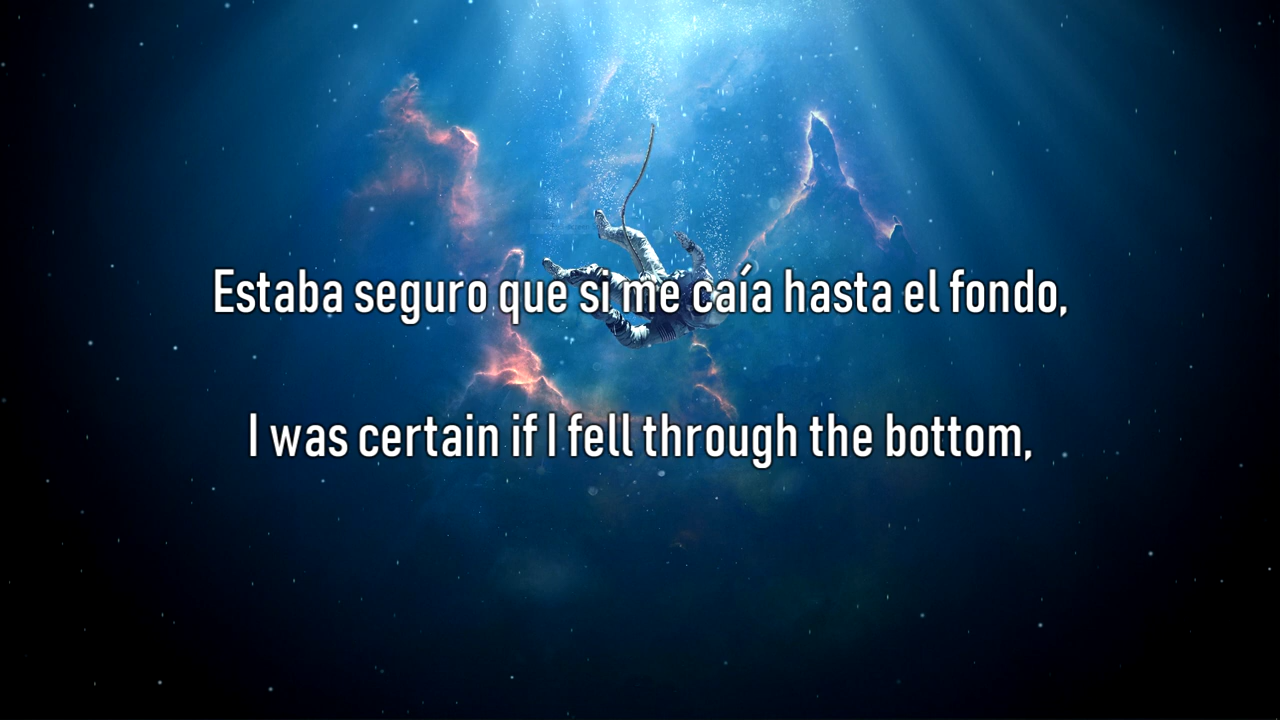 Estaba seguro que si me caía hasta el fondo,
I was certain if I fell through the bottom,